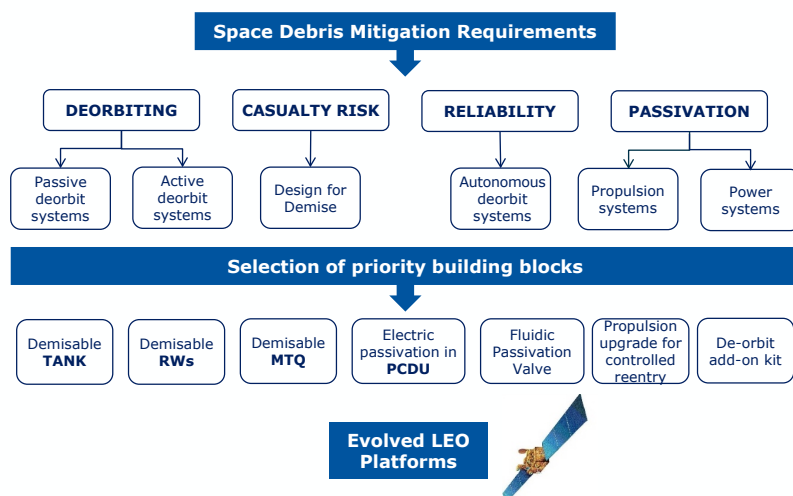 Space Debris Mitigation Requirements
DEORBITING
CASUALTY RISK
RELIABILITY
PASSIVATION
Passive
deorbit
systems
Active
deorbit
systems
Design for
Demise
Autonomous
deorbit
systems
Propulsion
systems
Power
systems
Selection of priority building blocks
Demisable
TANK
Demisable
RWs
Demisable
MTQ
Electric
passivation in
PCDU
Fluidic
Passivation
Valve
Propulsion
upgrade for
controlled
reentry
De-orbit
add-on kit
Evolved LEO
Platforms